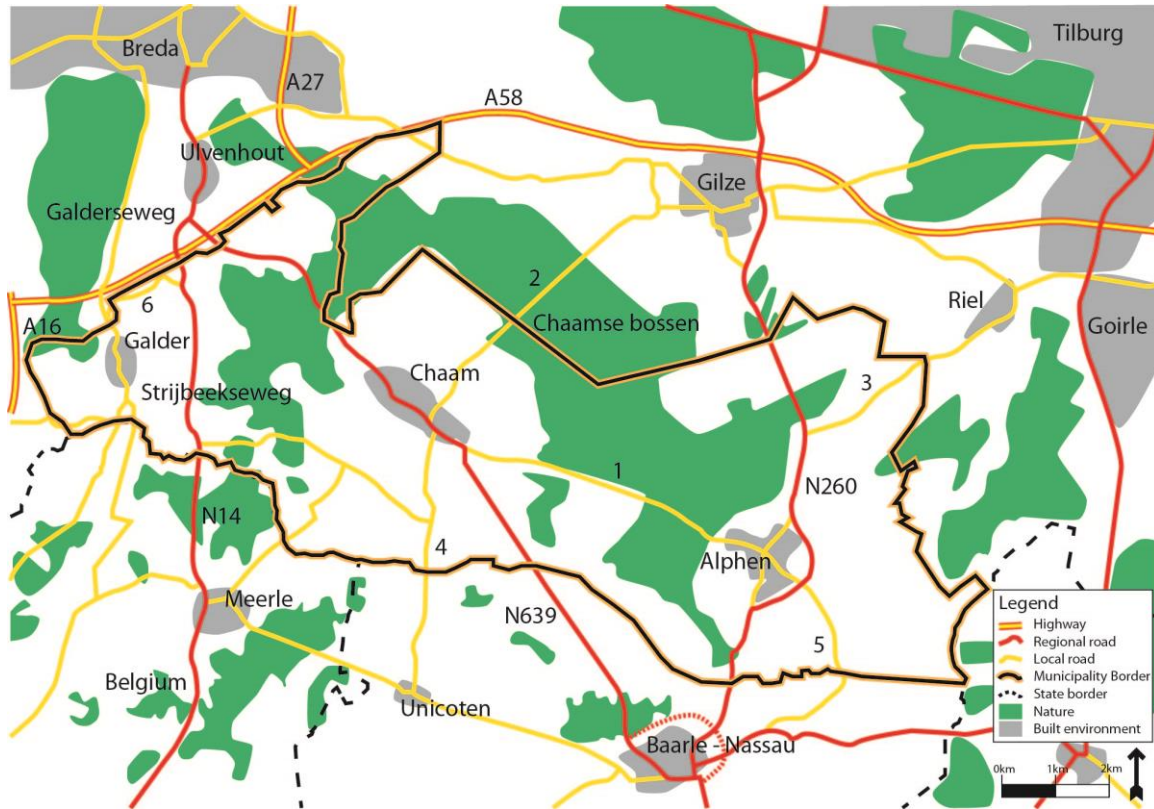 Breda
Tilburg
A27
A58
Ulvenhout
Gilze
Galderseweg
2
Riel
6
A16
Chaamse bossen
Goirle
Galder
Chaam
3
Strijbeekseweg
1
N260
N14
4
Alphen
Meerle
N639
Legend
Highway
Regional road
Local road
Municipality Border
State border
Nature
Built environment
5
Belgium
Unicoten
Baarle - Nassau
0km 1km 2km